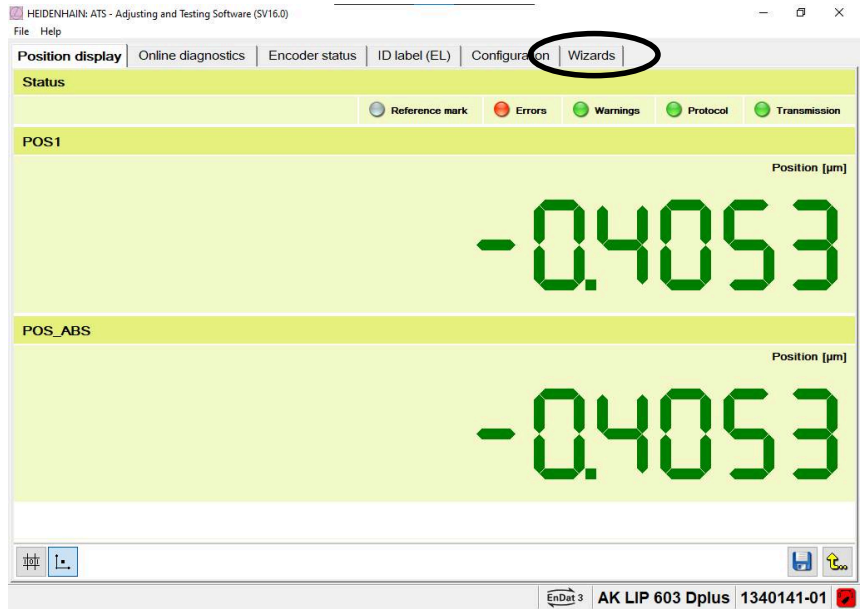 HEIDENHAIN: ATS - Adjusting and Testing Software (SV16.0)
File Help
Position display Online diagnostics Encoder status ID label (EL) Configuration Wizards
Status
Reference mark Errors Warnings Protocol Transmission
POS1
Position [µm]
-0.4053
POS_ABS
Position [µm]
-0.4053
EnDat 3 AK LIP 603 Dplus 1340141-01